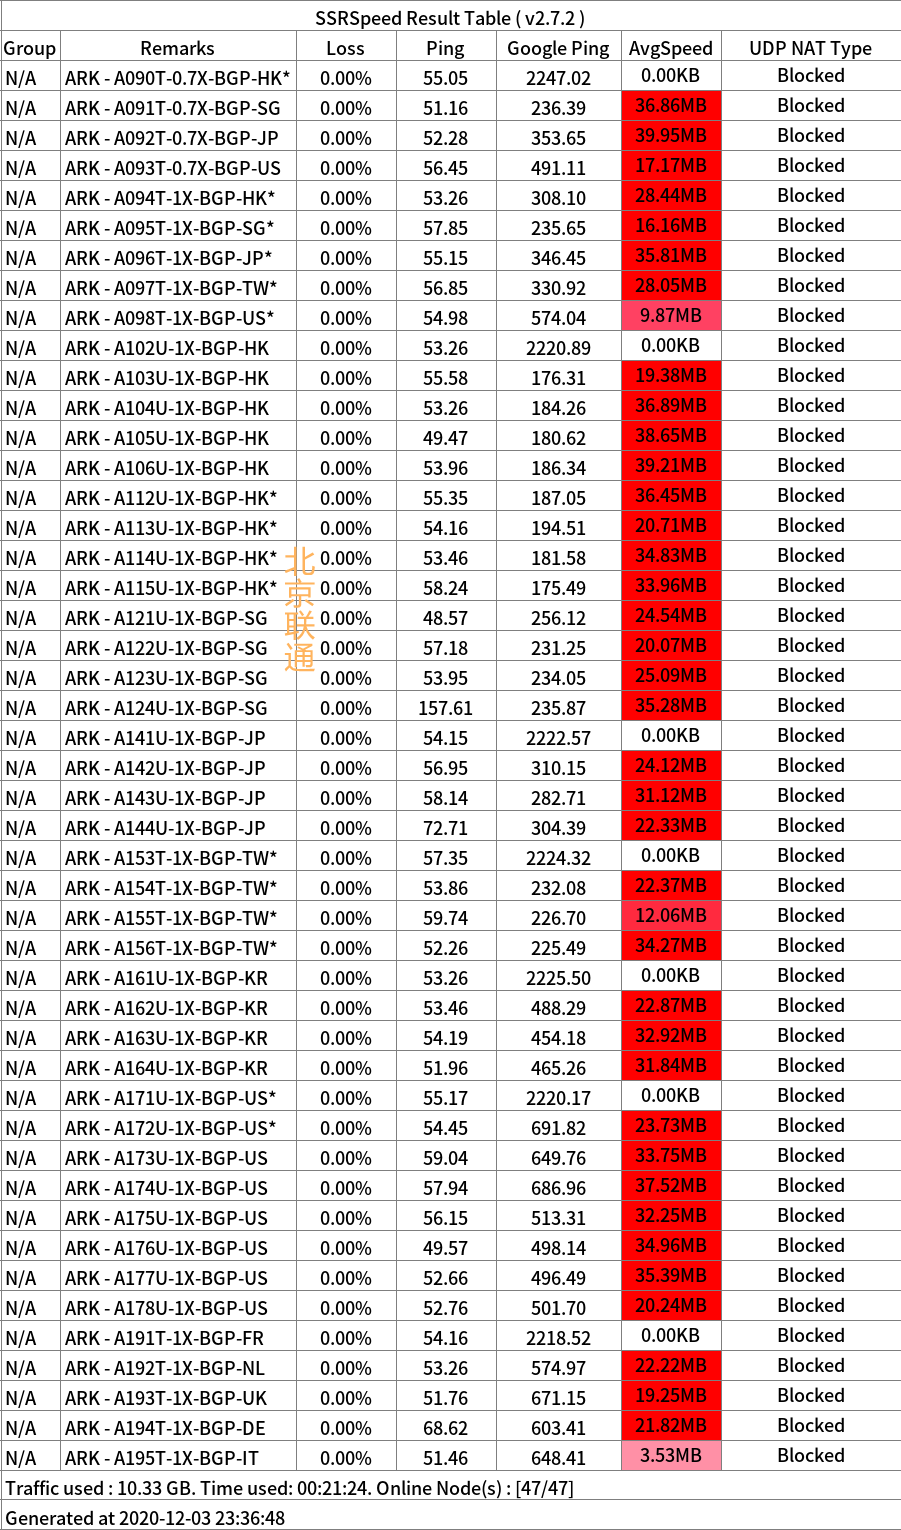 SSRSpeed Result Table ( v2.7.2 )
Group Remarks Loss Ping Google Ping AvgSpeed UDP NAT Type
N/A ARK - A090T-0.7X-BGP-HK* 0.00% 55.05 2247.02 0.00KB Blocked
N/A ARK - A091T-0.7X-BGP-SG 0.00% 51.16 236.39 36.86MB Blocked
N/A ARK - A092T-0.7X-BGP-JP 0.00% 52.28 353.65 39.95MB Blocked
N/A ARK - A093T-0.7X-BGP-US 0.00% 56.45 491.11 17.17MB Blocked
N/A ARK - A094T-1X-BGP-HK* 0.00% 53.26 308.10 28.44MB Blocked
N/A ARK - A095T-1X-BGP-SG* 0.00% 57.85 235.65 16.16MB Blocked
N/A ARK - A096T-1X-BGP-JP* 0.00% 55.15 346.45 35.81MB Blocked
N/A ARK - A097T-1X-BGP-TW* 0.00% 56.85 330.92 28.05MB Blocked
N/A ARK - A098T-1X-BGP-US* 0.00% 54.98 574.04 9.87MB Blocked
N/A ARK - A102U-1X-BGP-HK 0.00% 53.26 2220.89 0.00KB Blocked
N/A ARK - A103U-1X-BGP-HK 0.00% 55.58 176.31 19.38MB Blocked
N/A ARK - A104U-1X-BGP-HK 0.00% 53.26 184.26 36.89MB Blocked
N/A ARK - A105U-1X-BGP-HK 0.00% 49.47 180.62 38.65MB Blocked
N/A ARK - A106U-1X-BGP-HK 0.00% 53.96 186.34 39.21MB Blocked
N/A ARK - A112U-1X-BGP-HK* 0.00% 55.35 187.05 36.45MB Blocked
N/A ARK - A113U-1X-BGP-HK* 0.00% 54.16 194.51 20.71MB Blocked
N/A ARK - A114U-1X-BGP-HK* 0.00% 53.46 181.58 34.83MB Blocked
N/A ARK - A115U-1X-BGP-HK* 0.00% 58.24 175.49 33.96MB Blocked
N/A ARK - A121U-1X-BGP-SG 0.00% 48.57 256.12 24.54MB Blocked
N/A ARK - A122U-1X-BGP-SG 0.00% 57.18 231.25 20.07MB Blocked
N/A ARK - A123U-1X-BGP-SG 0.00% 53.95 234.05 25.09MB Blocked
N/A ARK - A124U-1X-BGP-SG 0.00% 157.61 235.87 35.28MB Blocked
N/A ARK - A141U-1X-BGP-JP 0.00% 54.15 2222.57 0.00KB Blocked
N/A ARK - A142U-1X-BGP-JP 0.00% 56.95 310.15 24.12MB Blocked
N/A ARK - A143U-1X-BGP-JP 0.00% 58.14 282.71 31.12MB Blocked
N/A ARK - A144U-1X-BGP-JP 0.00% 72.71 304.39 22.33MB Blocked
N/A ARK - A153T-1X-BGP-TW* 0.00% 57.35 2224.32 0.00KB Blocked
N/A ARK - A154T-1X-BGP-TW* 0.00% 53.86 232.08 22.37MB Blocked
N/A ARK - A155T-1X-BGP-TW* 0.00% 59.74 226.70 12.06MB Blocked
N/A ARK - A156T-1X-BGP-TW* 0.00% 52.26 225.49 34.27MB Blocked
N/A ARK - A161U-1X-BGP-KR 0.00% 53.26 2225.50 0.00KB Blocked
N/A ARK - A162U-1X-BGP-KR 0.00% 53.46 488.29 22.87MB Blocked
N/A ARK - A163U-1X-BGP-KR 0.00% 54.19 454.18 32.92MB Blocked
N/A ARK - A164U-1X-BGP-KR 0.00% 51.96 465.26 31.84MB Blocked
N/A ARK - A171U-1X-BGP-US* 0.00% 55.17 2220.17 0.00KB Blocked
N/A ARK - A172U-1X-BGP-US* 0.00% 54.45 691.82 23.73MB Blocked
N/A ARK - A173U-1X-BGP-US 0.00% 59.04 649.76 33.75MB Blocked
N/A ARK - A174U-1X-BGP-US 0.00% 57.94 686.96 37.52MB Blocked
N/A ARK - A175U-1X-BGP-US 0.00% 56.15 513.31 32.25MB Blocked
N/A ARK - A176U-1X-BGP-US 0.00% 49.57 498.14 34.96MB Blocked
N/A ARK - A177U-1X-BGP-US 0.00% 52.66 496.49 35.39MB Blocked
N/A ARK - A178U-1X-BGP-US 0.00% 52.76 501.70 20.24MB Blocked
N/A ARK - A191T-1X-BGP-FR 0.00% 54.16 2218.52 0.00KB Blocked
N/A ARK - A192T-1X-BGP-NL 0.00% 53.26 574.97 22.22MB Blocked
N/A ARK - A193T-1X-BGP-UK 0.00% 51.76 671.15 19.25MB Blocked
N/A ARK - A194T-1X-BGP-DE 0.00% 68.62 603.41 21.82MB Blocked
N/A ARK - A195T-1X-BGP-IT 0.00% 51.46 648.41 3.53MB Blocked
Traffic used : 10.33 GB. Time used: 00:21:24. Online Node(s) : [47/47]
Generated at 2020-12-03 23:36:48
北京联通